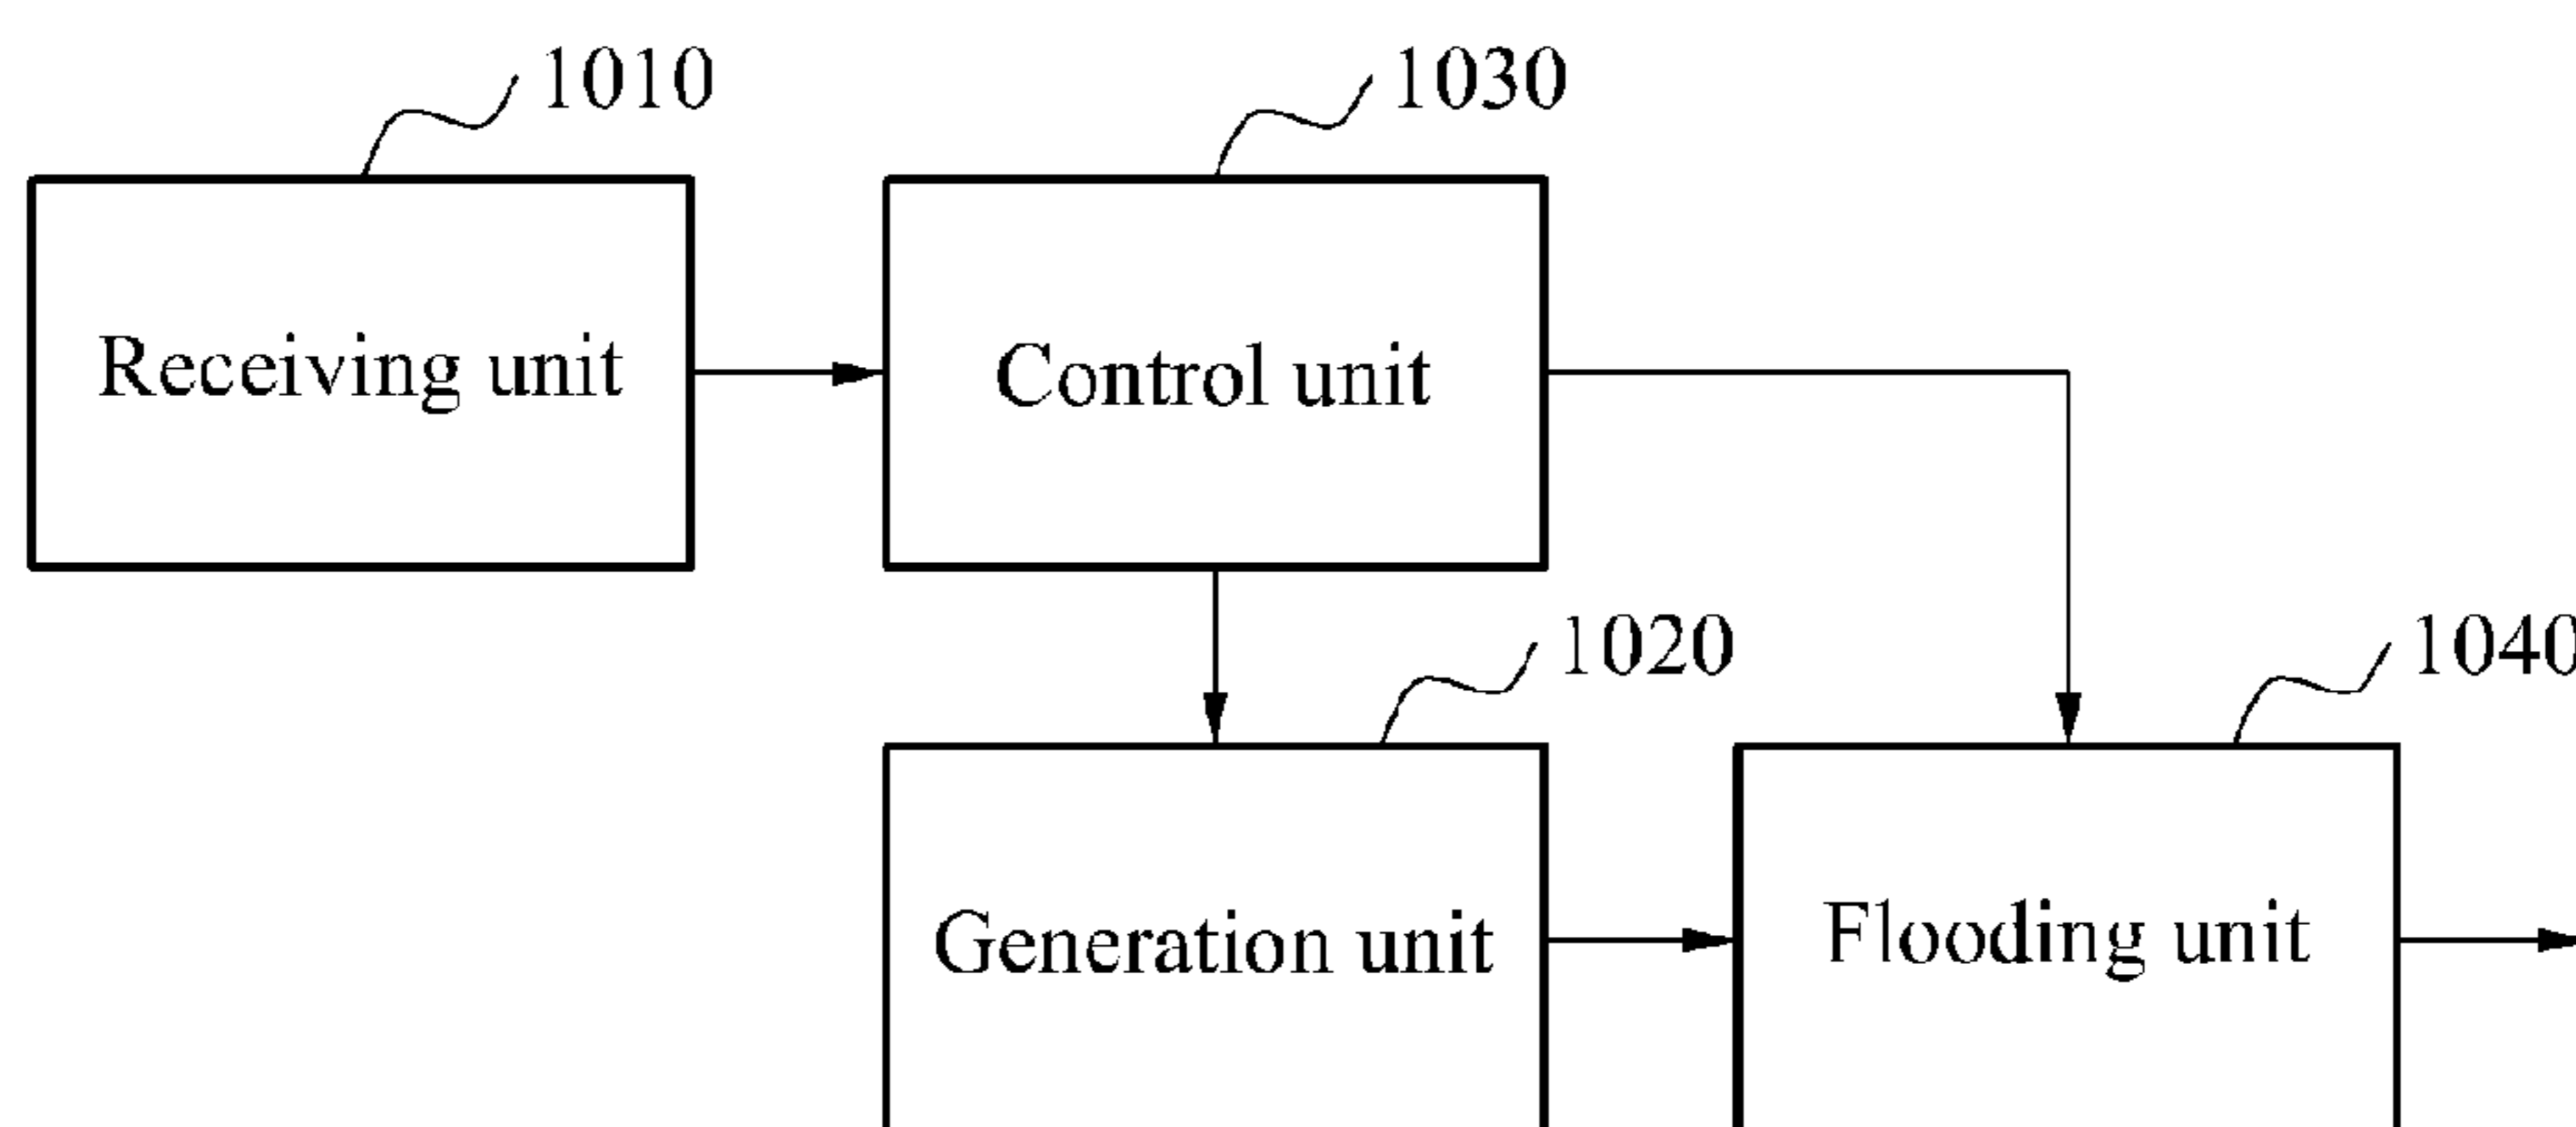 1010
1030
Receiving unit
Control unit
1020
1040
Generation unit
Flooding unit